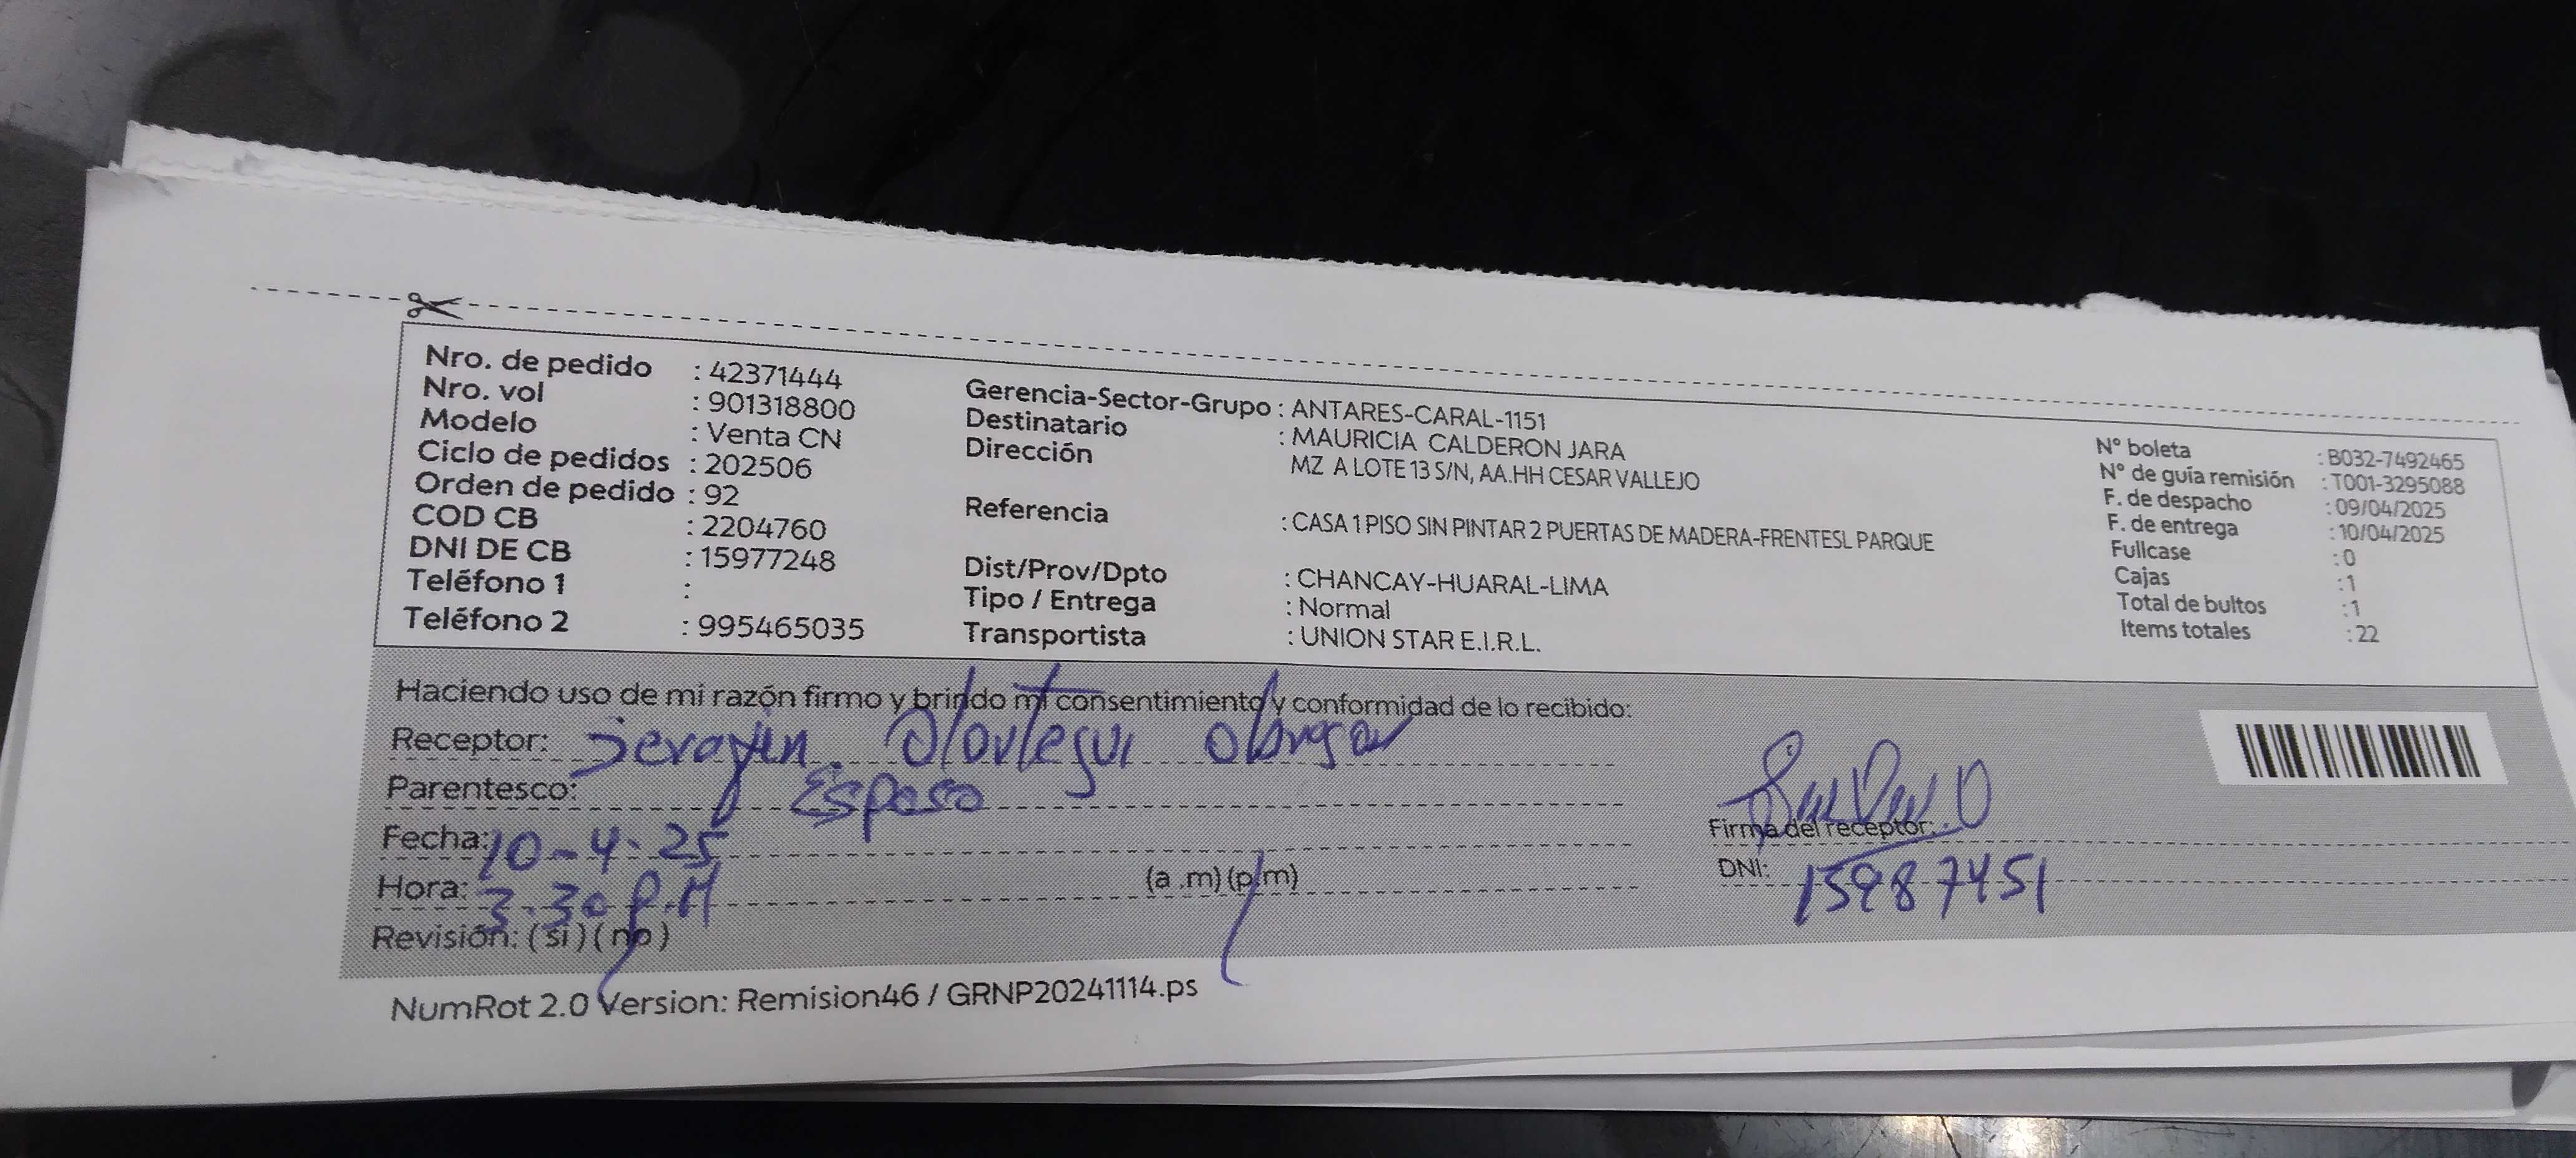 Nro. de pedido : 42371444
Nro. vol : 901318800
Modelo : Venta CN
Ciclo de pedidos : 202506
Orden de pedido : 92
COD CB : 2204760
DNI DE CB : 15977248
Teléfono 1 :
Teléfono 2 : 995465035
Gerencia-Sector-Grupo : ANTARES-CARAL-1151
Destinatario : MAURICIA CALDERON JARA
Dirección MZ A LOTE 13 S/N, AA.HH CESAR VALLEJO
Referencia : CASA 1 PISO SIN PINTAR 2 PUERTAS DE MADERA-FRENTESL PARQUE
Dist/Prov/Dpto : CHANCAY-HUARAL-LIMA
Tipo / Entrega : Normal
Transportista : UNION STAR E.I.R.L.
N° boleta : B032-7492465
N° de guía remisión : T001-3295088
F. de despacho : 09/04/2025
F. de entrega : 10/04/2025
Fullcase : 0
Cajas : 1
Total de bultos : 1
Items totales : 22
Haciendo uso de mi razón firmo y brindo mi consentimiento y conformidad de lo recibido:
Receptor: Serafin Olortegui
Parentesco: Esposo
Fecha: 10-4-25
Hora: 3.30 P.M (a.m) (p.m)
Revisión: (si) (no)
Firma del receptor:
DNI: 15987451
NumRot 2.0 Version: Remision46 / GRNP20241114.ps